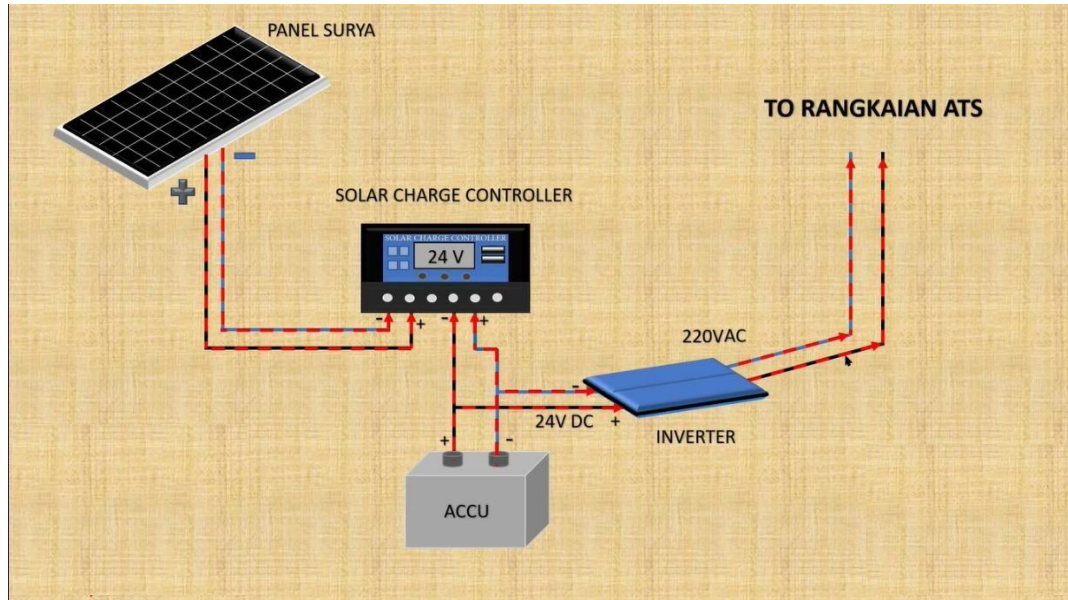 PANEL SURYA
TO RANGKAIAN ATS
-
+
SOLAR CHARGE CONTROLLER
SOLAR CHARGE CONTROLLER
24 V
- + - +
220VAC
-
24V DC +
INVERTER
+ -
ACCU